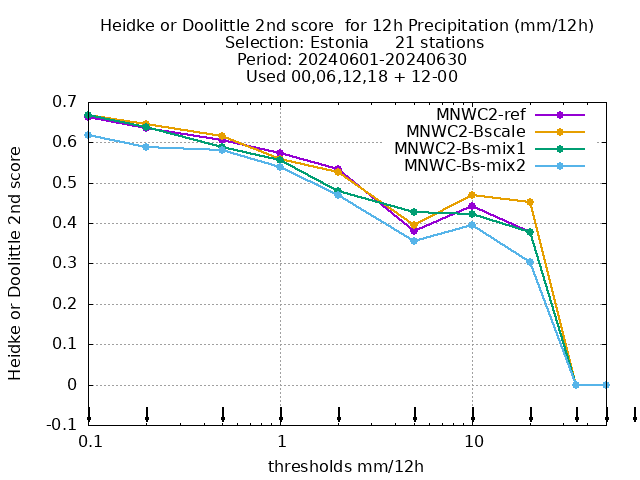 Heidke or Doolittle 2nd score  for 12h Precipitation (mm/12h)
Selection: Estonia     21 stations
Period: 20240601-20240630
Used 00,06,12,18 + 12-00
MNWC2-ref
MNWC2-Bscale
MNWC2-Bs-mix1
MNWC-Bs-mix2
Heidke or Doolittle 2nd score
0.7
0.6
0.5
0.4
0.3
0.2
0.1
0
-0.1
0.1 1 10
thresholds mm/12h